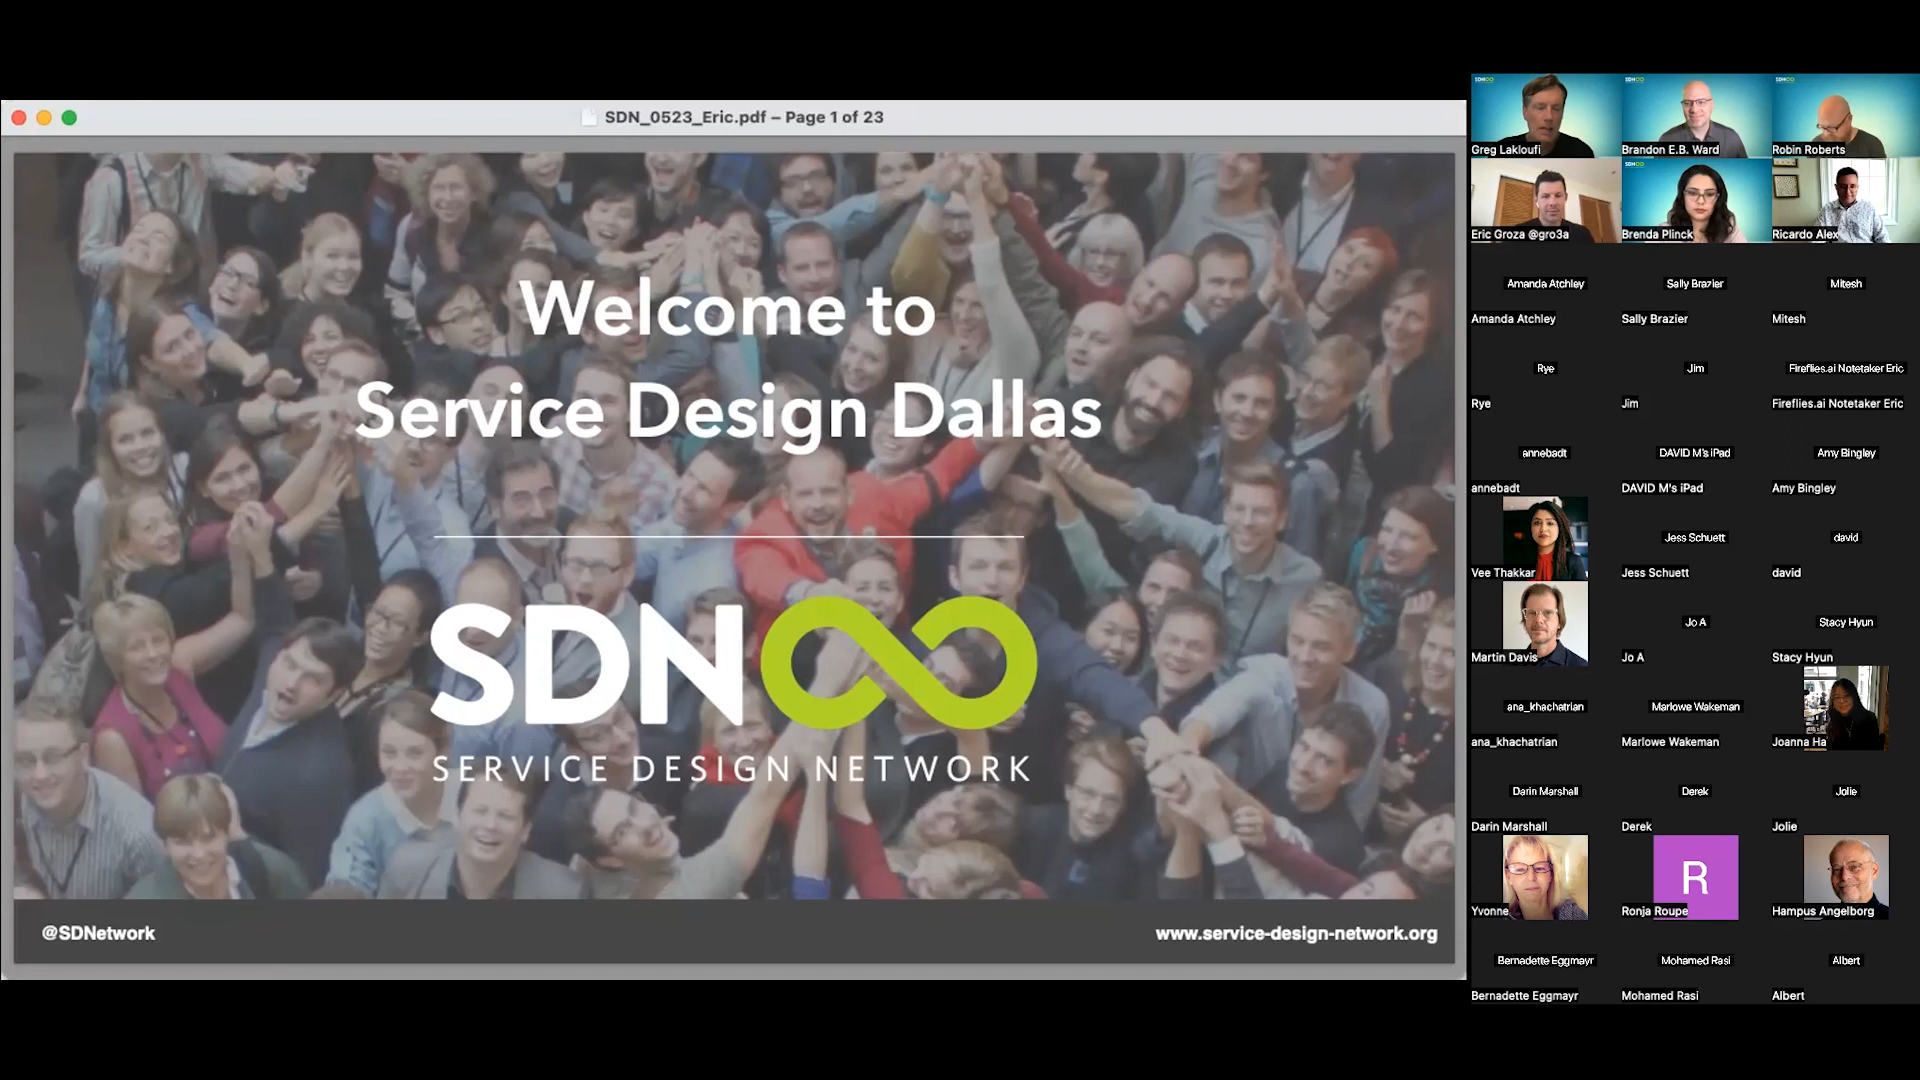 SDN_0523_Eric.pdf – Page 1 of 23
Welcome to
Service Design Dallas
SDN
SERVICE DESIGN NETWORK
@SDNetwork
www.service-design-network.org
SDN
SDN
SDN
Greg Lakloufi
Brandon E.B. Ward
Robin Roberts
SDN
Eric Groza @gro3a
Brenda Plinck
Ricardo Alex
Amanda Atchley
Sally Brazier
Mitesh
Amanda Atchley
Sally Brazier
Mitesh
Rye
Jim
Fireflies.ai Notetaker Eric
Rye
Jim
Fireflies.ai Notetaker Eric
annebadt
DAVID M's iPad
Amy Bingley
annebadt
DAVID M's iPad
Amy Bingley
Jess Schuett
david
Vee Thakkar
Jess Schuett
david
Jo A
Stacy Hyun
Martin Davis
Jo A
Stacy Hyun
ana_khachatrian
Marlowe Wakeman
ana_khachatrian
Marlowe Wakeman
Joanna Ha
Darin Marshall
Derek
Jolie
Darin Marshall
Derek
Jolie
R
Yvonne
Ronja Roupe
Hampus Angelborg
Bernadette Eggmayr
Mohamed Rasi
Albert
Bernadette Eggmayr
Mohamed Rasi
Albert